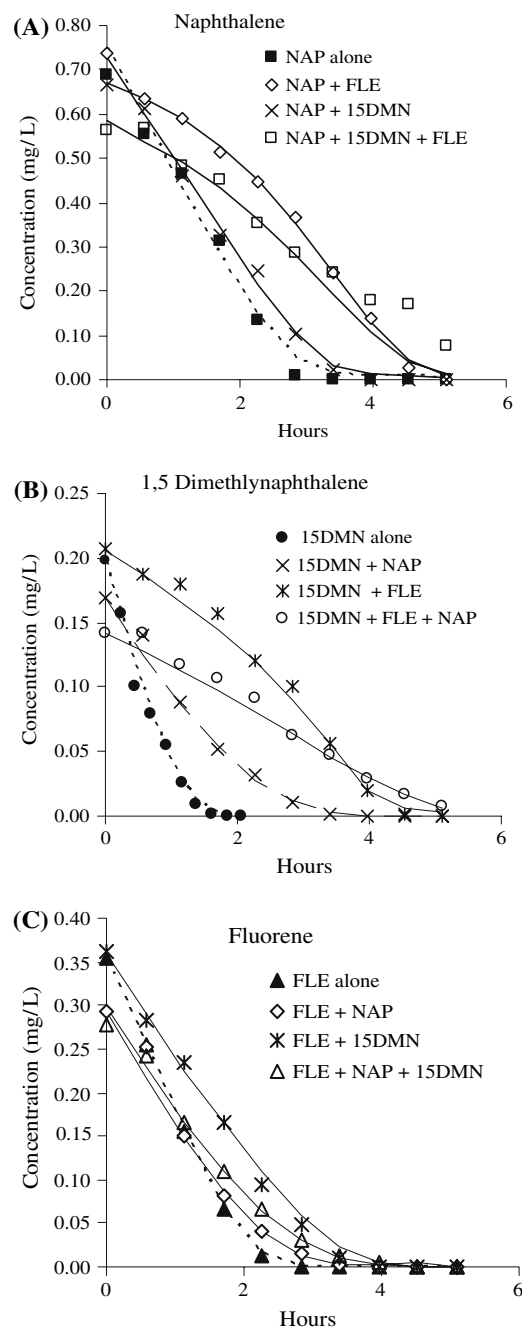 (A)
Naphthalene
NAP alone
NAP + FLE
NAP + 15DMN
NAP + 15DMN + FLE
Concentration (mg/L)
0.80
0.70
0.60
0.50
0.40
0.30
0.20
0.10
0.00
0 2 4 6
Hours
(B)
1,5 Dimethlynaphthalene
15DMN alone
15DMN + NAP
15DMN + FLE
15DMN + FLE + NAP
Concentration (mg/L)
0.25
0.20
0.15
0.10
0.05
0.00
0 2 4 6
Hours
(C)
Fluorene
FLE alone
FLE + NAP
FLE + 15DMN
FLE + NAP + 15DMN
Concentration (mg/L)
0.40
0.35
0.30
0.25
0.20
0.15
0.10
0.05
0.00
0 2 4 6
Hours